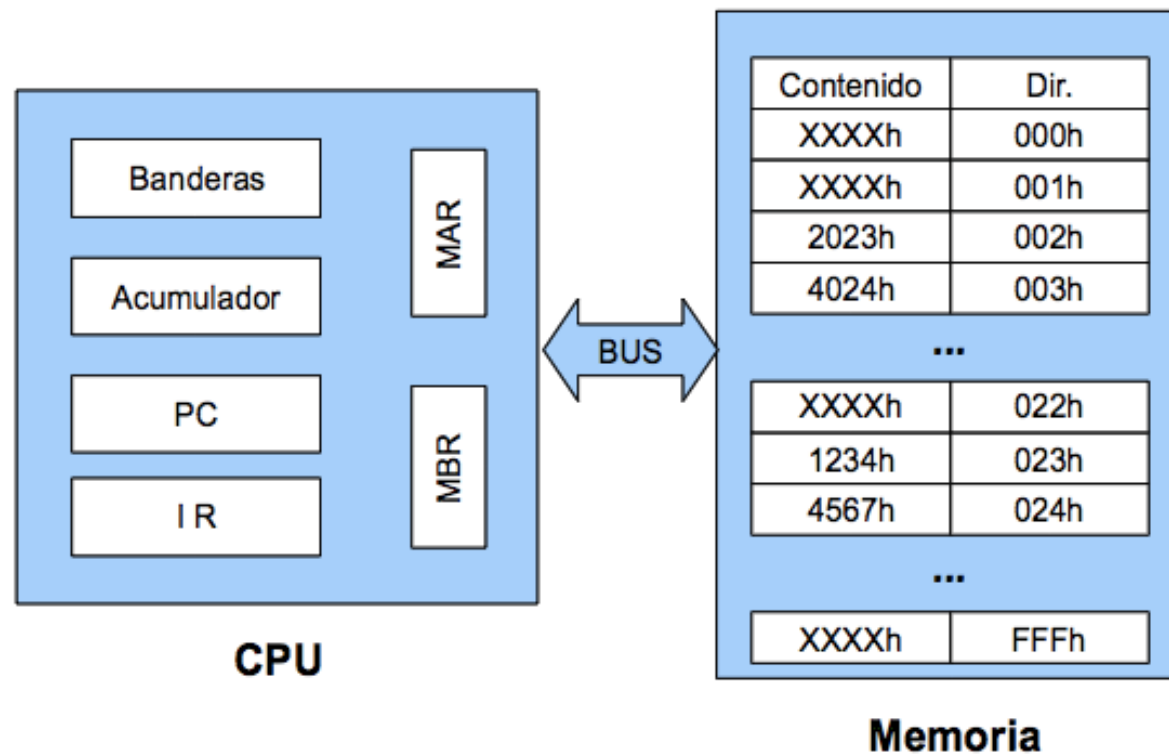 Banderas
Acumulador
PC
I R
MAR
MBR
CPU
BUS
Contenido Dir.
XXXXh 000h
XXXXh 001h
2023h 002h
4024h 003h
...
XXXXh 022h
1234h 023h
4567h 024h
...
XXXXh FFFh
Memoria